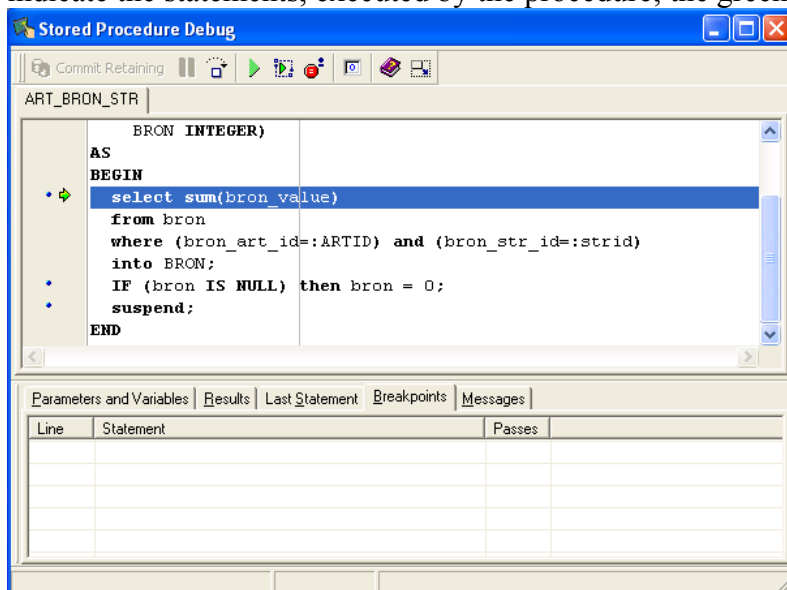 indicate the statements, executed by the procedure, the green
Stored Procedure Debug
Commit Retaining
ART_BRON_STR
BRON INTEGER)
AS
BEGIN
select sum(bron_value)
from bron
where (bron_art_id=:ARTID) and (bron_str_id=:strid)
into BRON;
IF (bron IS NULL) then bron = 0;
suspend;
END
Parameters and Variables Results Last Statement Breakpoints Messages
Line Statement Passes